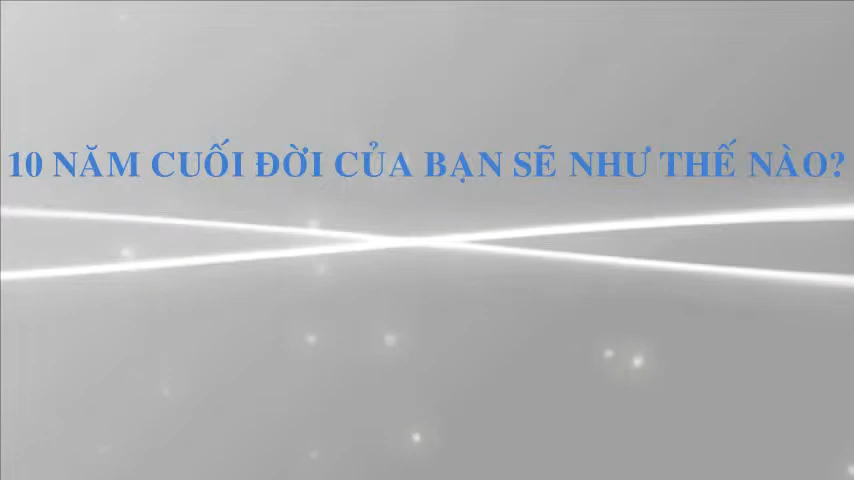 10 NĂM CUỐI ĐỜI CỦA BẠN SẼ NHƯ THẾ NÀO?